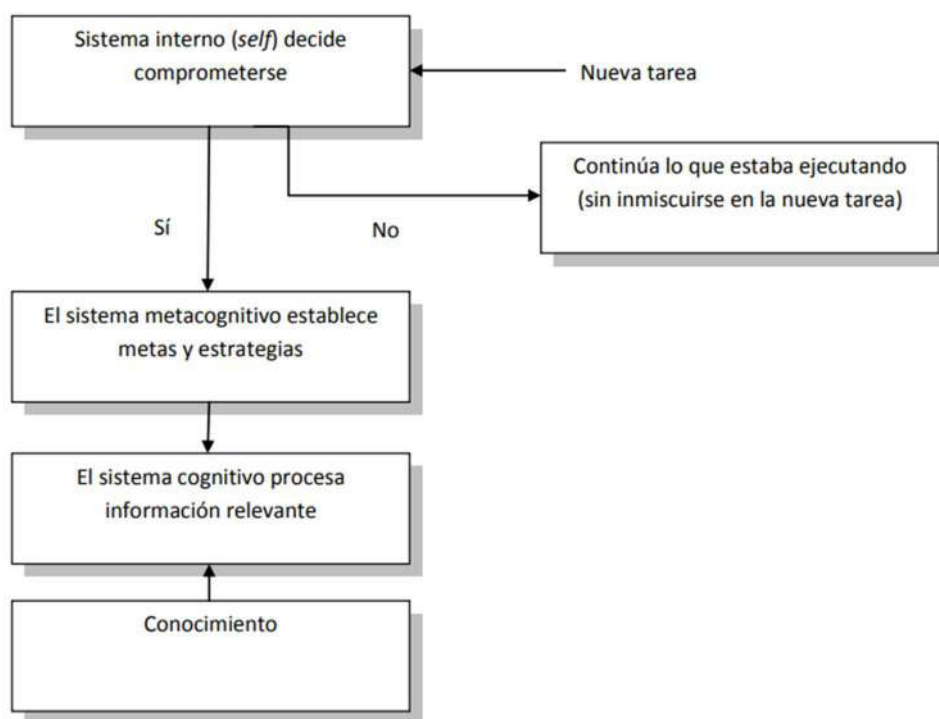 Sistema interno (self) decide
comprometerse
Nueva tarea
Continúa lo que estaba ejecutando
(sin inmiscuirse en la nueva tarea)
Sí
No
El sistema metacognitivo establece
metas y estrategias
El sistema cognitivo procesa
información relevante
Conocimiento